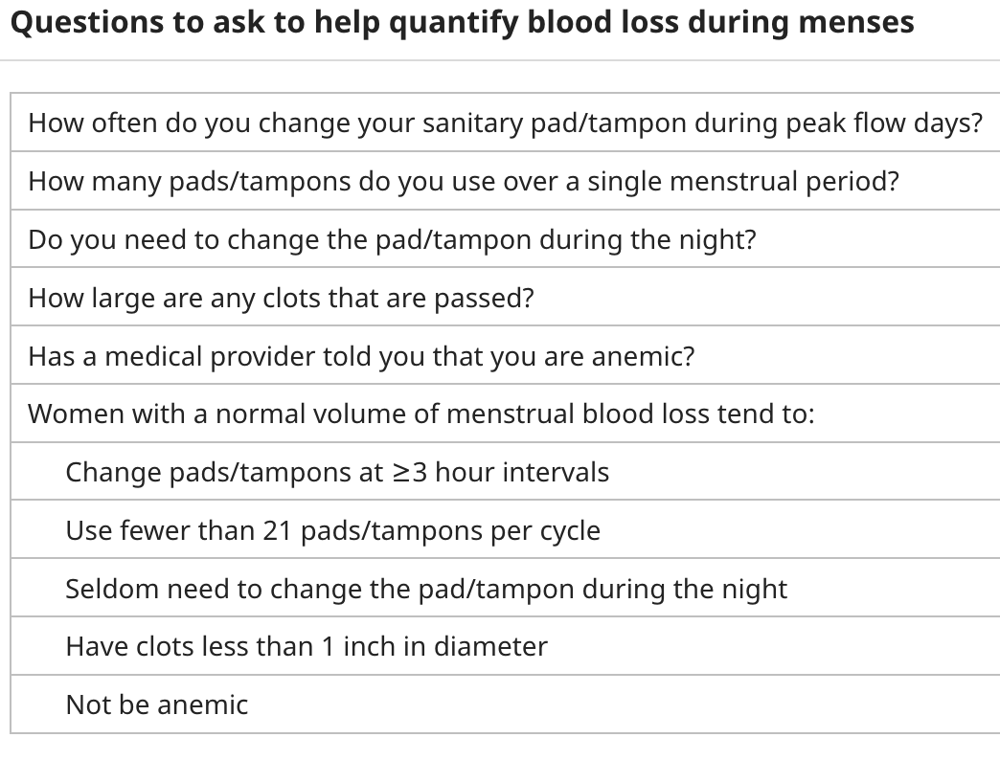 Questions to ask to help quantify blood loss during menses
How often do you change your sanitary pad/tampon during peak flow days?
How many pads/tampons do you use over a single menstrual period?
Do you need to change the pad/tampon during the night?
How large are any clots that are passed?
Has a medical provider told you that you are anemic?
Women with a normal volume of menstrual blood loss tend to:
Change pads/tampons at ≥3 hour intervals
Use fewer than 21 pads/tampons per cycle
Seldom need to change the pad/tampon during the night
Have clots less than 1 inch in diameter
Not be anemic